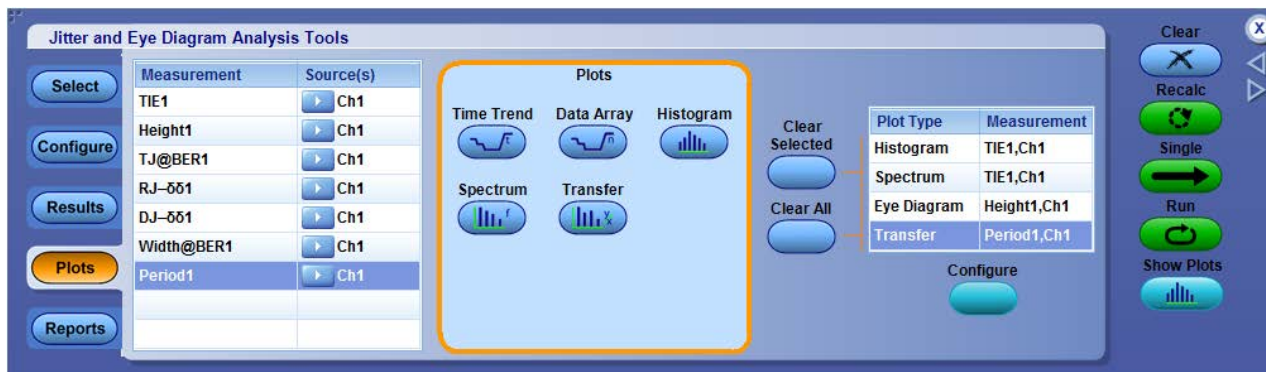 Jitter and Eye Diagram Analysis Tools
Select
Configure
Results
Plots
Reports
Measurement Source(s)
TIE1 Ch1
Height1 Ch1
TJ@BER1 Ch1
RJ–δδ1 Ch1
DJ–δδ1 Ch1
Width@BER1 Ch1
Period1 Ch1
Plots
Time Trend Data Array Histogram
t n
Spectrum Transfer
f y/x
Clear
Selected
Clear All
Plot Type Measurement
Histogram TIE1,Ch1
Spectrum TIE1,Ch1
Eye Diagram Height1,Ch1
Transfer Period1,Ch1
Configure
Clear
X
Recalc
Single
Run
Show Plots